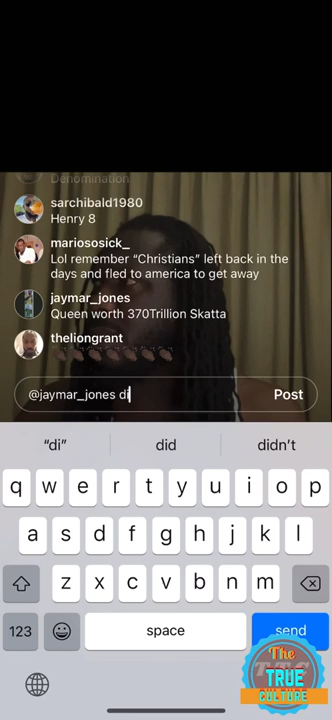 Denomination
sarchibald1980
Henry 8
mariososick_
Lol remember “Christians” left back in the
days and fled to america to get away
jaymar_jones
Queen worth 370Trillion Skatta
theliongrant
@jaymar_jones di
Post
“di” did didn’t
q w e r t y u i o p
a s d f g h j k l
z x c v b n m
123 space send
The
T.T.C
TRUE
CULTURE